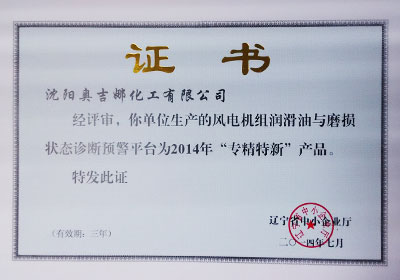 证书
沈阳奥吉娜化工有限公司
经评审，你单位生产的风电机组润滑油与磨损
状态诊断预警平台为2014年“专精特新”产品。
特发此证
辽宁省中小企业厅
（有效期：三年）
二〇一四年七月